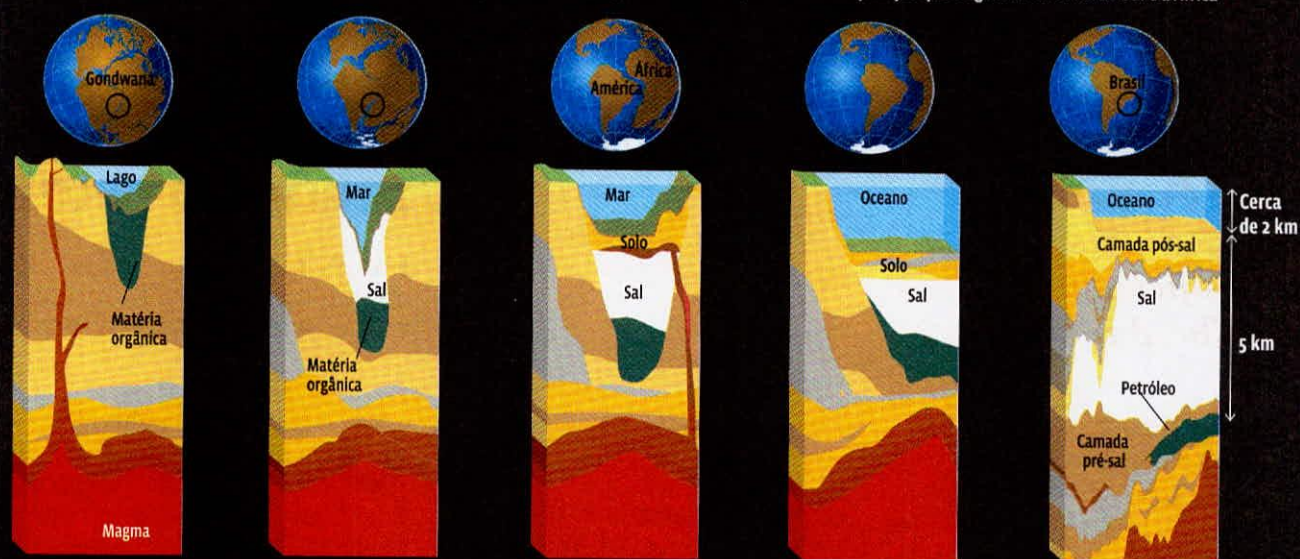 Gondwana
América
África
Brasil
Lago
Matéria
orgânica
Magma
Mar
Sal
Matéria
orgânica
Mar
Solo
Sal
Oceano
Solo
Sal
Oceano
Camada pós-sal
Sal
Petróleo
Camada
pré-sal
Cerca
de 2 km
5 km